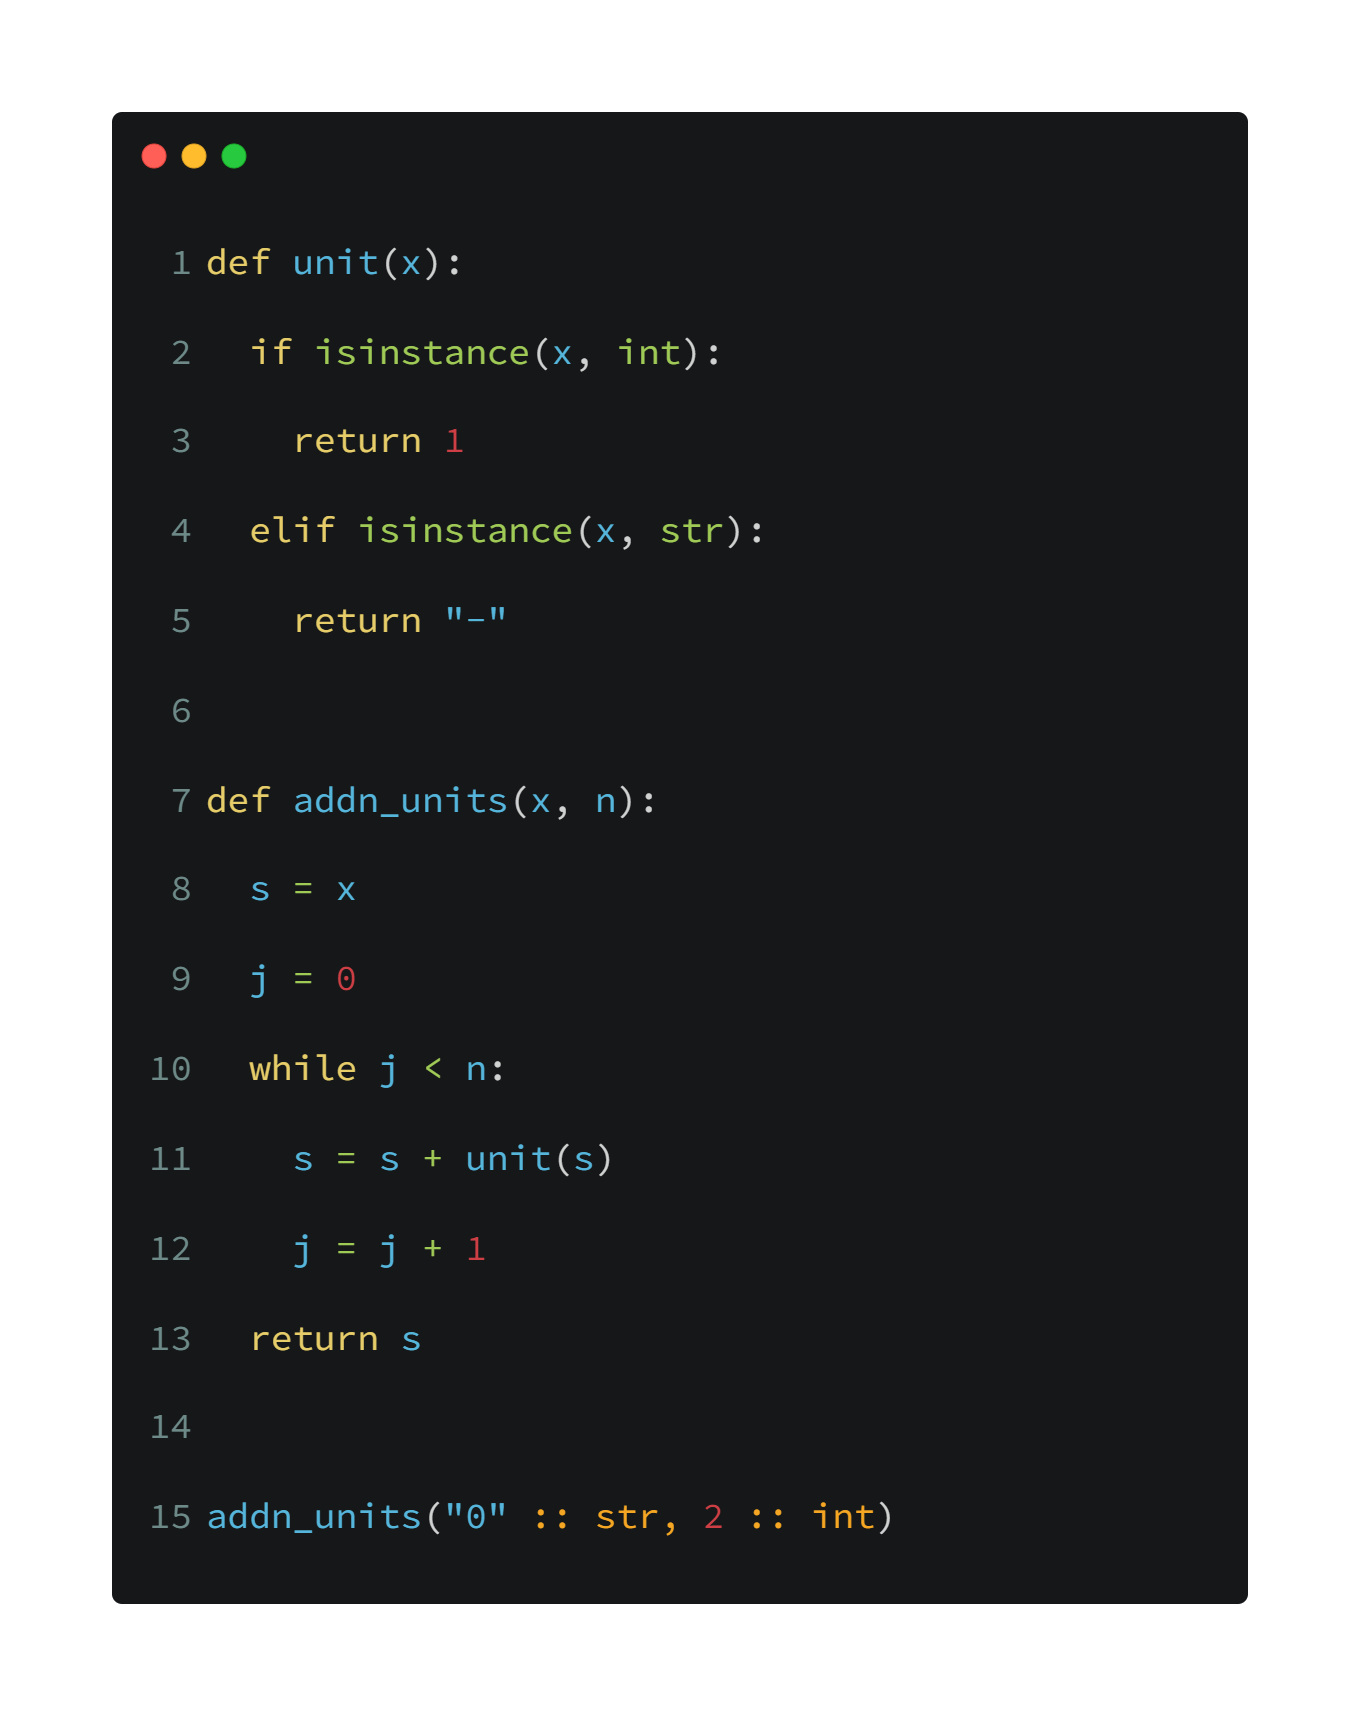 1 def unit(x):
2   if isinstance(x, int):
3     return 1
4   elif isinstance(x, str):
5     return "-"
6
7 def addn_units(x, n):
8   s = x
9   j = 0
10   while j < n:
11     s = s + unit(s)
12     j = j + 1
13   return s
14
15 addn_units("0" :: str, 2 :: int)